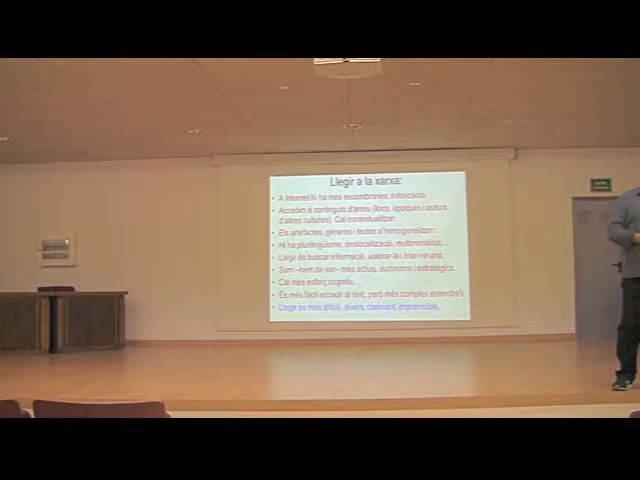 Llegir a la xarxa:
• A Internet hi ha més escombraries, infoxicació.
• Accedim a continguts d'arreu (llocs, èpoques i autors
d'altres cultures). Cal contextualitzar.
• Els artefactes, gèneres i textos s'homogeneïtzen.
• Hi ha plurilingüisme, deslocalització, multimodalitat...
• Llegir és buscar informació, valorar-la i triar-ne una.
• Som –hem de ser– més actius, autònoms i estratègics.
• Cal més esforç cognitiu.
• És més fàcil accedir al text, però més complex entendre'l.
• Llegir és més difícil, divers, canviant, imprevisible.